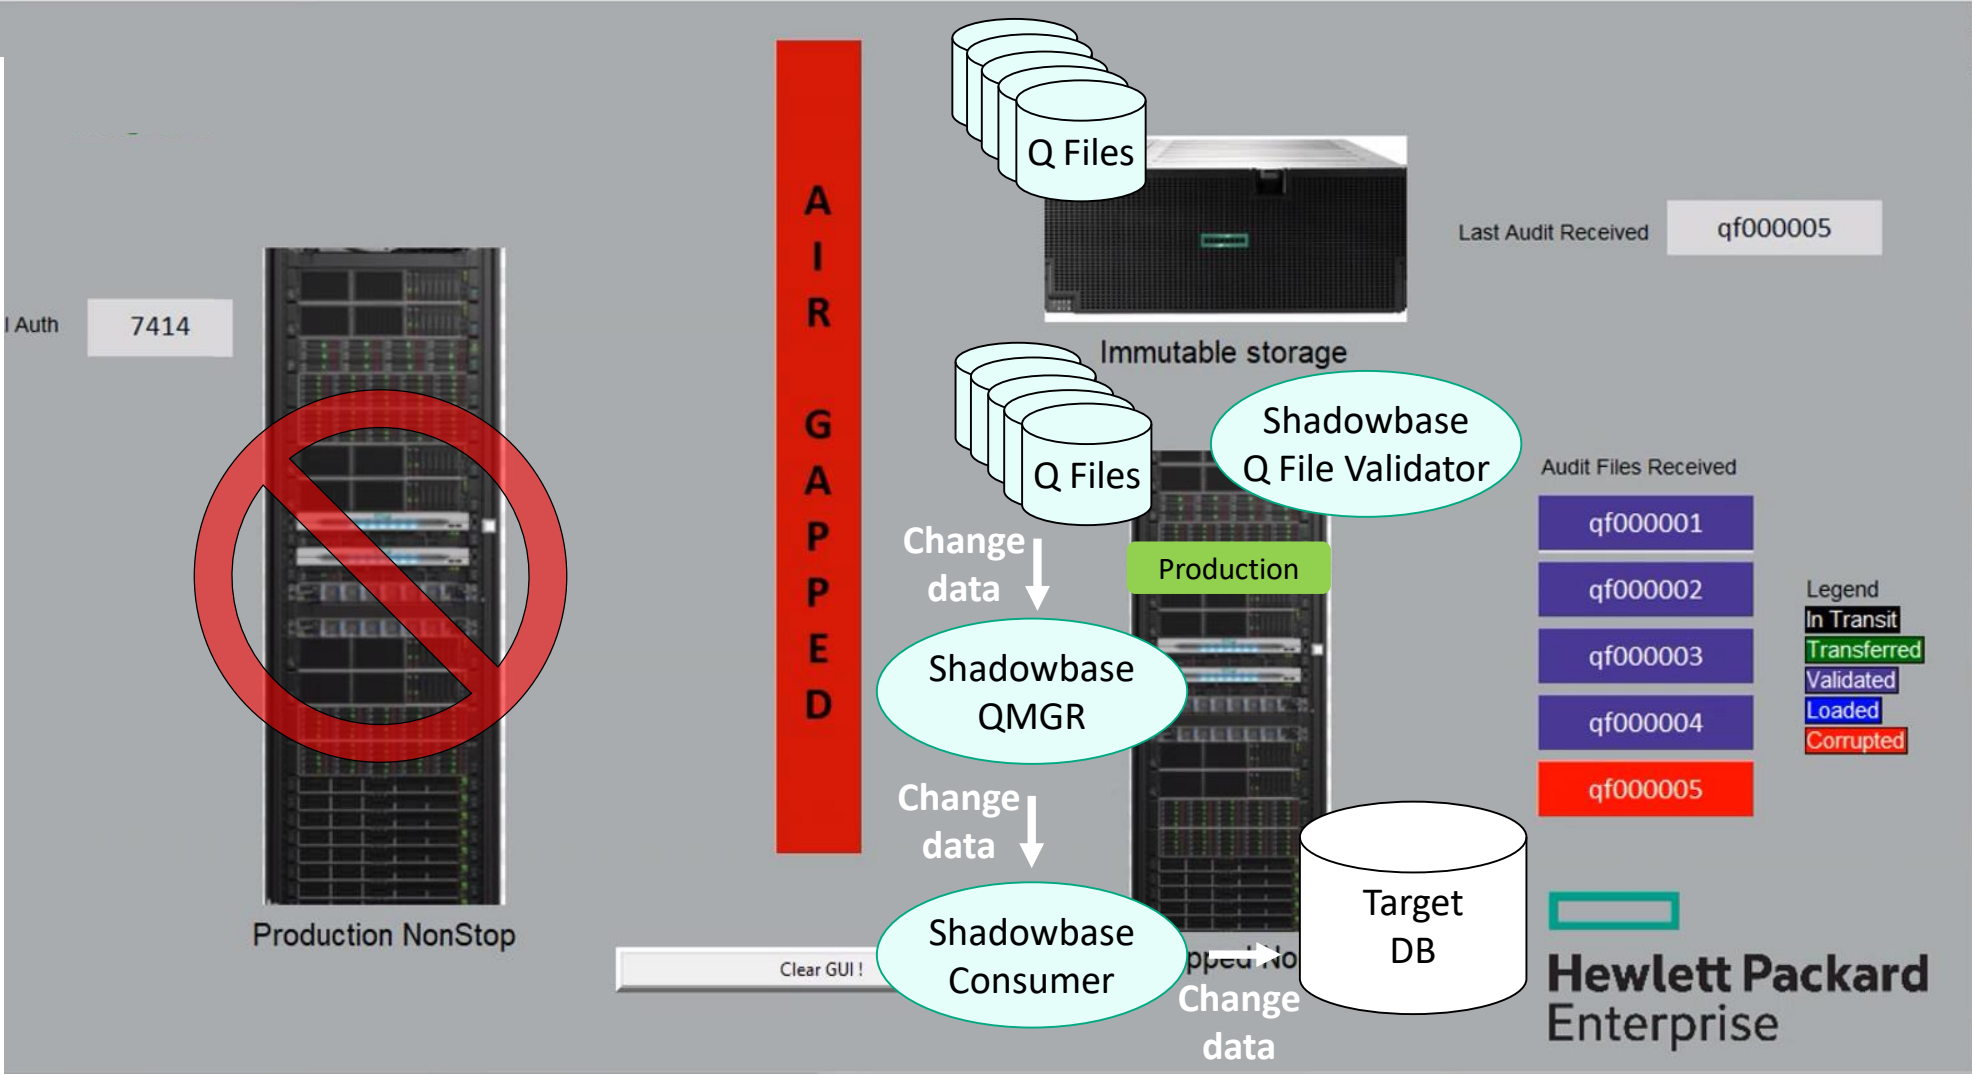 Q Files
A
I
R
G
A
P
P
E
D
Last Audit Received
qf000005
l Auth
7414
Immutable storage
Q Files
Shadowbase
Q File Validator
Audit Files Received
qf000001
qf000002
qf000003
qf000004
qf000005
Legend
In Transit
Transferred
Validated
Loaded
Corrupted
Change
data
Production
Shadowbase
QMGR
Change
data
Production NonStop
Clear GUI !
Shadowbase
Consumer
pped No
Change
data
Target
DB
Hewlett Packard
Enterprise